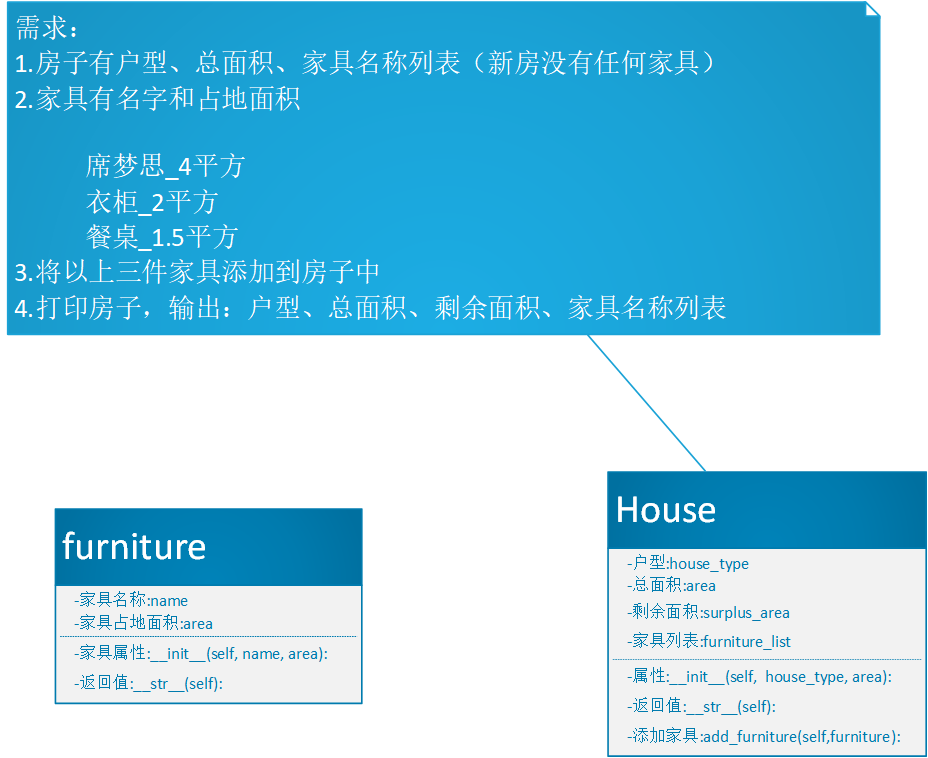 需求：
1.房子有户型、总面积、家具名称列表（新房没有任何家具）
2.家具有名字和占地面积
席梦思_4平方
衣柜_2平方
餐桌_1.5平方
3.将以上三件家具添加到房子中
4.打印房子，输出：户型、总面积、剩余面积、家具名称列表
furniture
-家具名称:name
-家具占地面积:area
-家具属性:__init__(self, name, area):
-返回值:__str__(self):
House
-户型:house_type
-总面积:area
-剩余面积:surplus_area
-家具列表:furniture_list
-属性:__init__(self, house_type, area):
-返回值:__str__(self):
-添加家具:add_furniture(self,furniture):